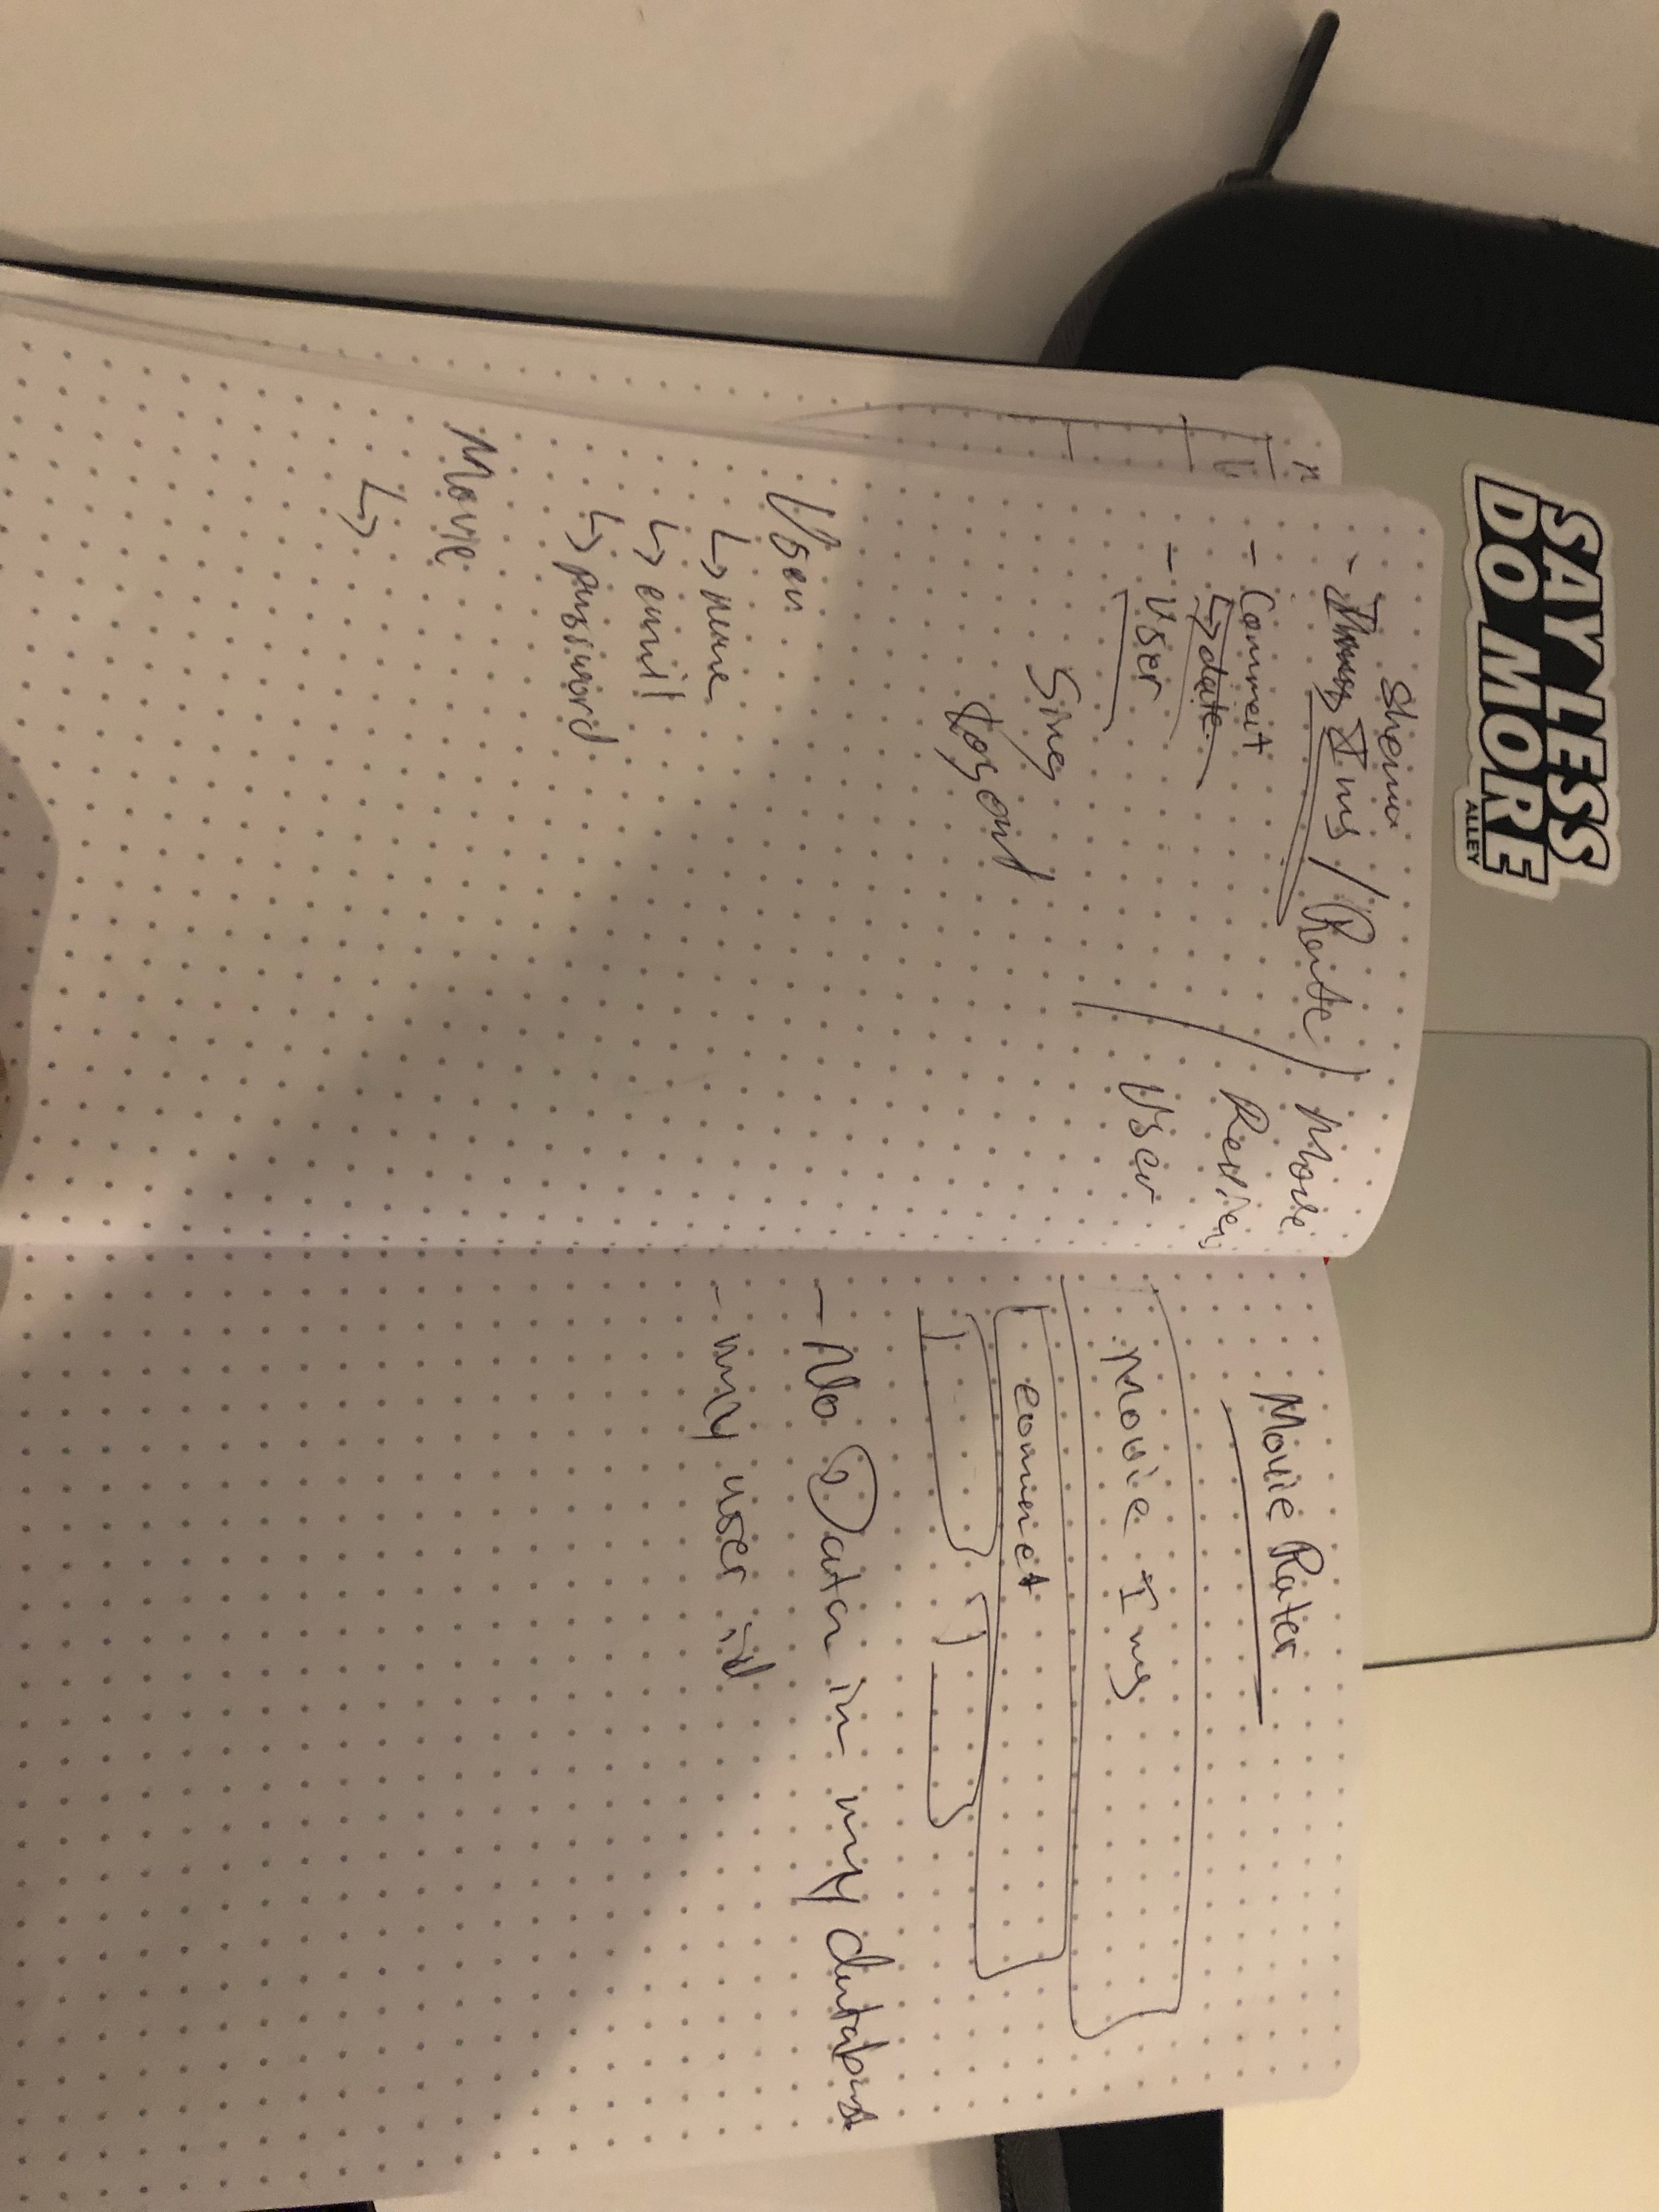 SAY LESS
DO MORE
ALLEY
Shema
- Img / Route / Movie
- Comment Review
↳ date
- User User
Sing
Logout
User
↳ name
↳ email
↳ password
Movie
↳
Movie Rater
Movie Img
comment
- No Data in my database
- my user id